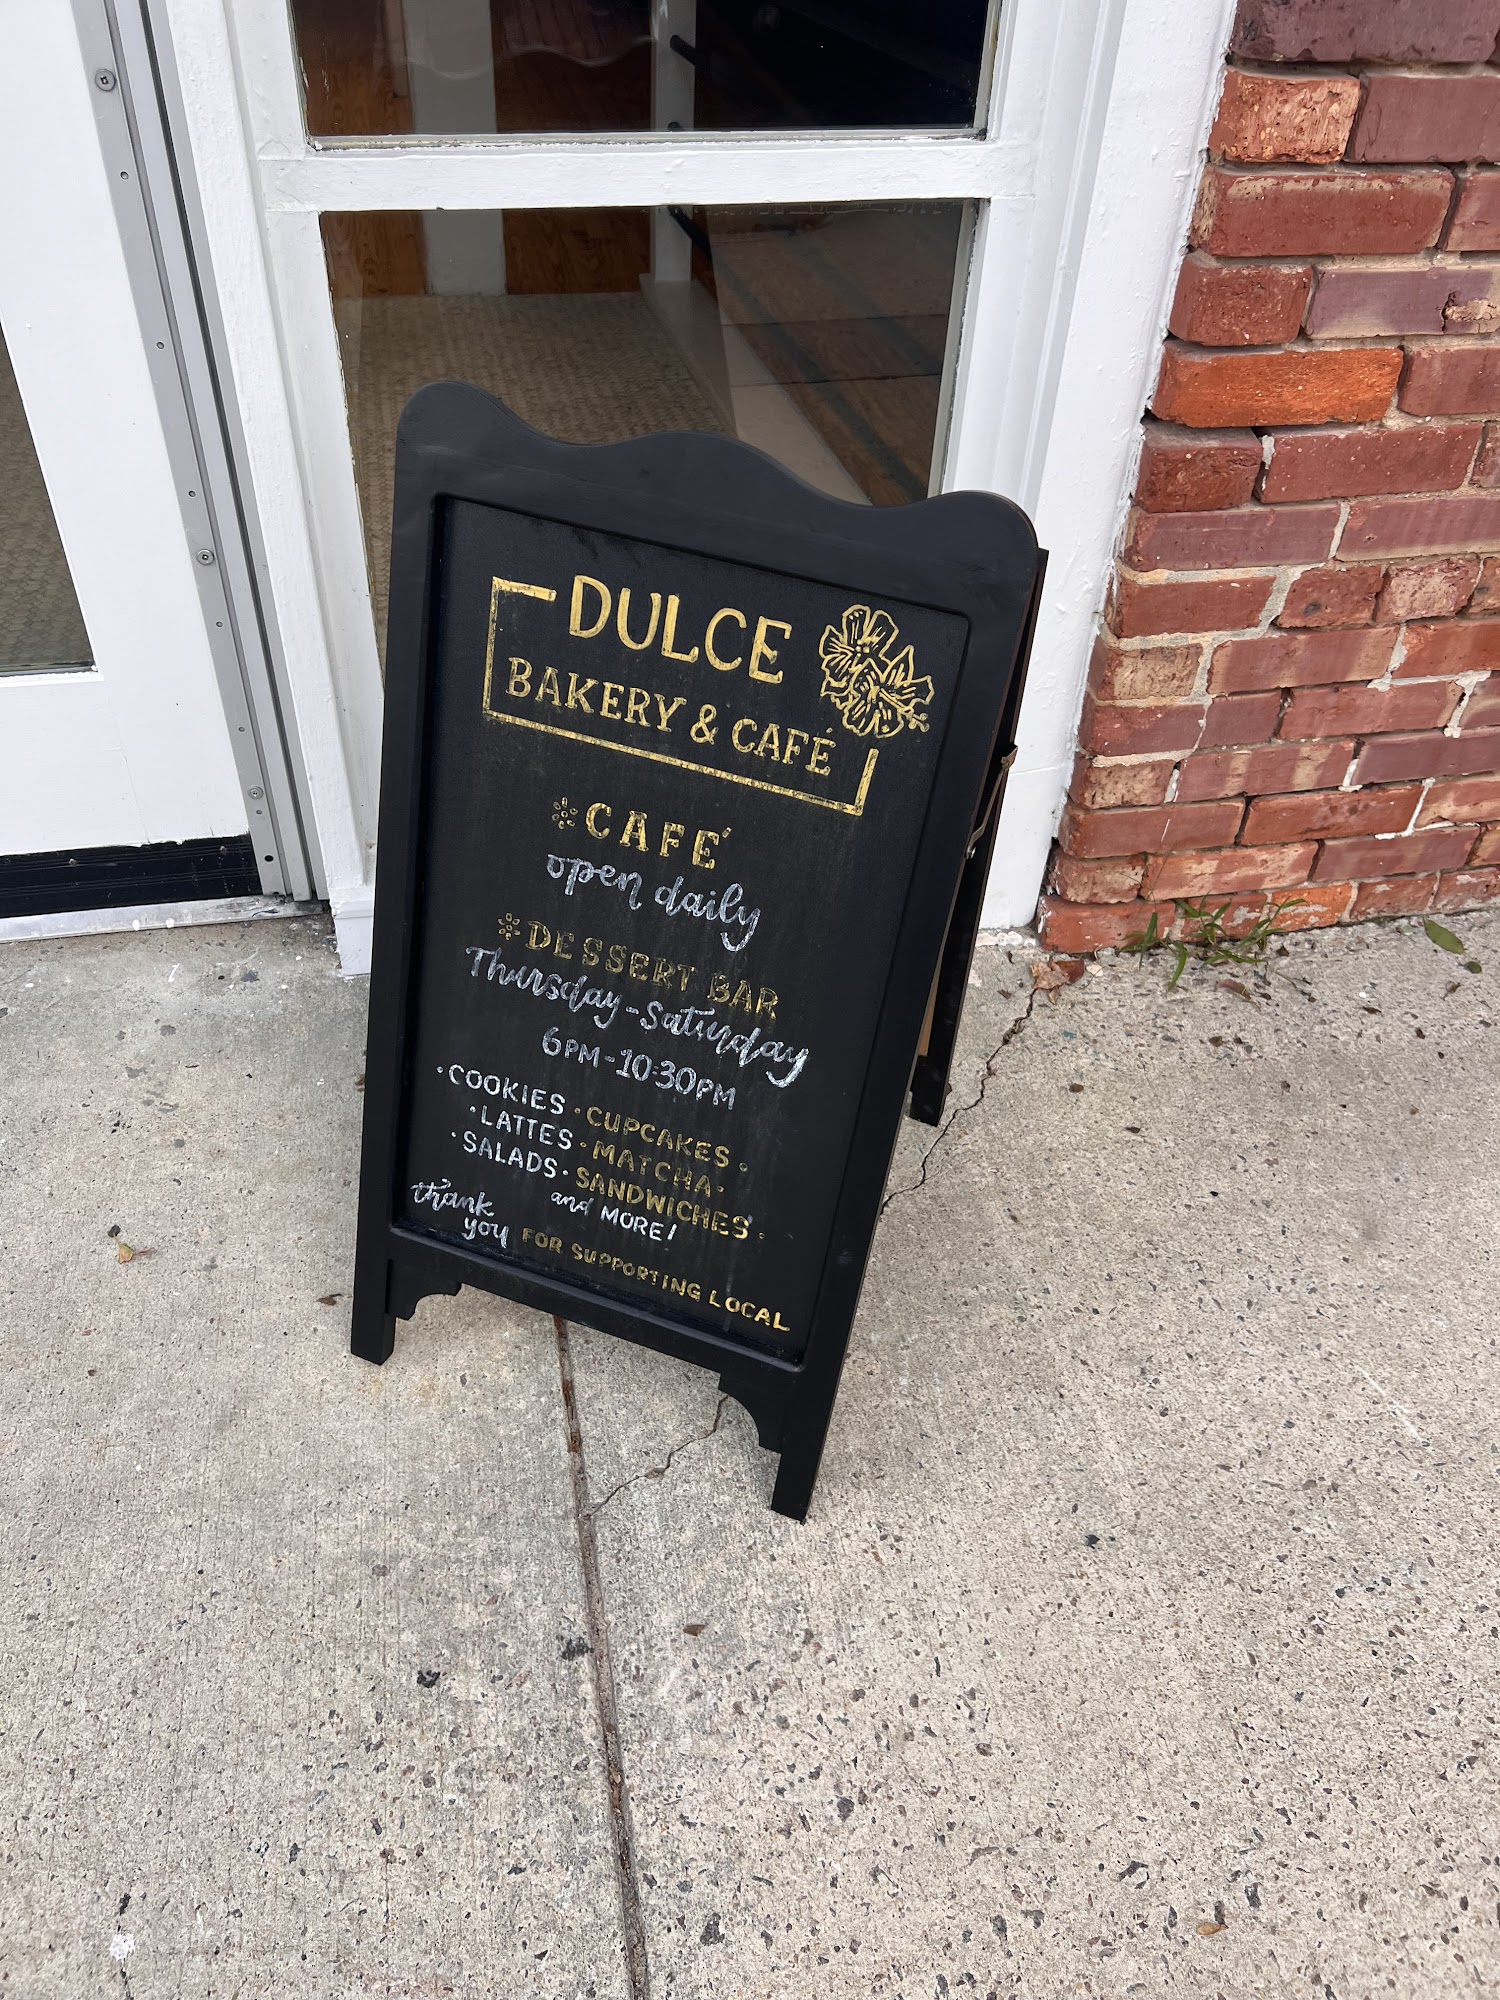 DULCE
BAKERY & CAFÉ
CAFÉ
open daily
DESSERT BAR
Thursday-Saturday
6PM-10:30PM
·COOKIES·CUPCAKES·
·LATTES·MATCHA·
·SALADS·SANDWICHES·
and MORE!
thank
you FOR SUPPORTING LOCAL